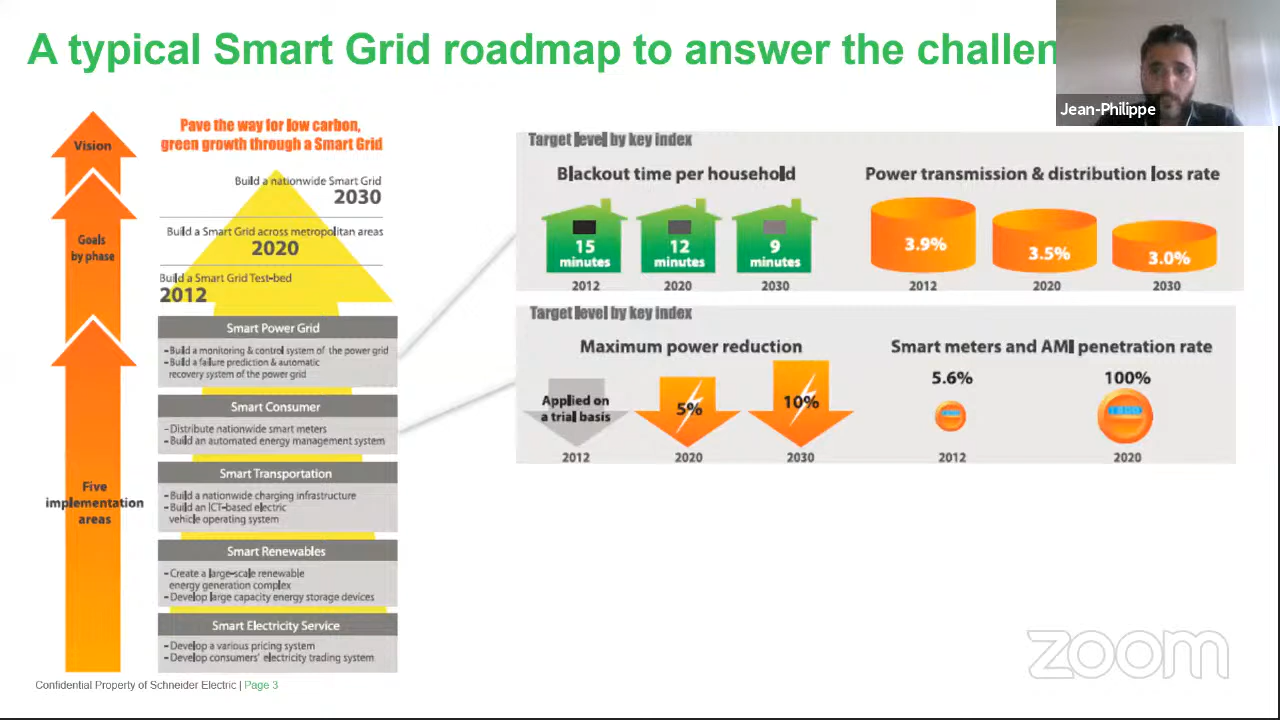 A typical Smart Grid roadmap to answer the challen
Jean-Philippe
Vision
Goals
by phase
Five
implementation
areas
Pave the way for low carbon,
green growth through a Smart Grid
Build a nationwide Smart Grid
2030
Build a Smart Grid across metropolitan areas
2020
Build a Smart Grid Test-bed
2012
Smart Power Grid
-Build a monitoring & control system of the power grid
-Build a failure prediction & automatic
recovery system of the power grid
Smart Consumer
-Distribute nationwide smart meters
-Build an automated energy management system
Smart Transportation
-Build a nationwide charging infrastructure
-Build an ICT-based electric
vehicle operating system
Smart Renewables
-Create a large-scale renewable
energy generation complex
-Develop large capacity energy storage devices
Smart Electricity Service
-Develop a various pricing system
-Develop consumers' electricity trading system
Target level by key index
Blackout time per household
15
minutes
12
minutes
9
minutes
2012 2020 2030
Power transmission & distribution loss rate
3.9% 3.5% 3.0%
2012 2020 2030
Target level by key index
Maximum power reduction
Applied on
a trial basis
5% 10%
2012 2020 2030
Smart meters and AMI penetration rate
5.6% 100%
2012 2020
zoom
Confidential Property of Schneider Electric | Page 3